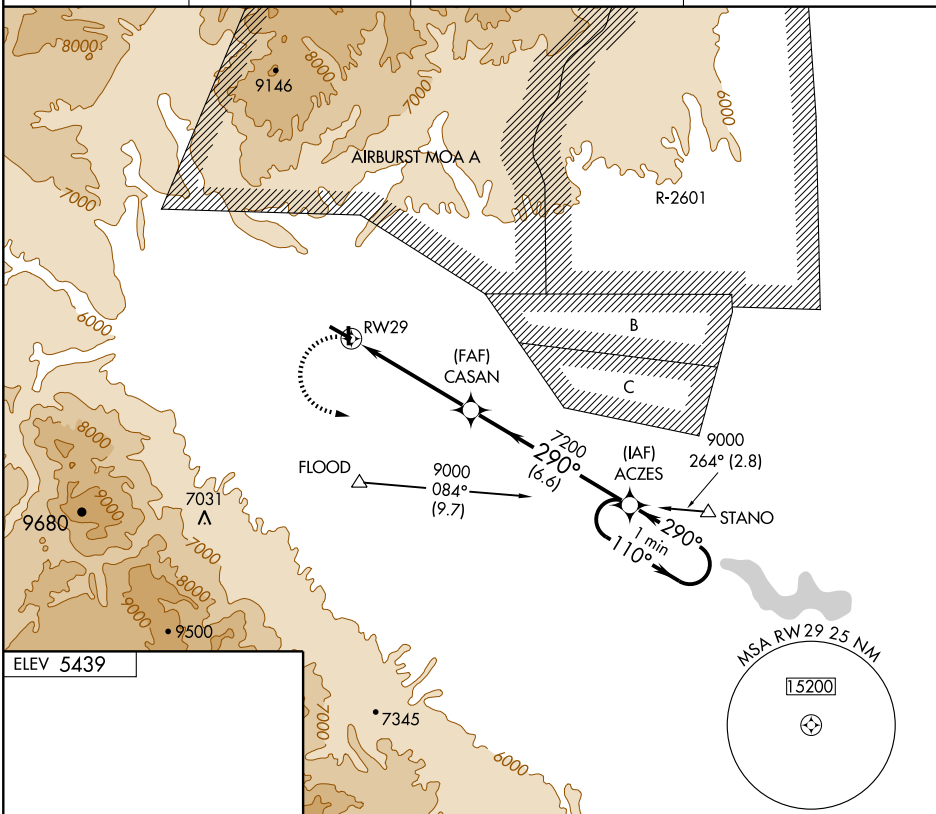 8000
9146
8000
7000
6000
AIRBURST MOA A
R-2601
7000
6000
RW29
B
(FAF)
CASAN
C
7200
290°
(6.6)
(IAF)
ACZES
9000
264° (2.8)
FLOOD
9000
084°
(9.7)
STANO
290°
1 min
110°
8000
9000
9680
7031
7000
8000
9000
9500
ELEV 5439
7000
7345
6000
MSA RW29 25 NM
15200